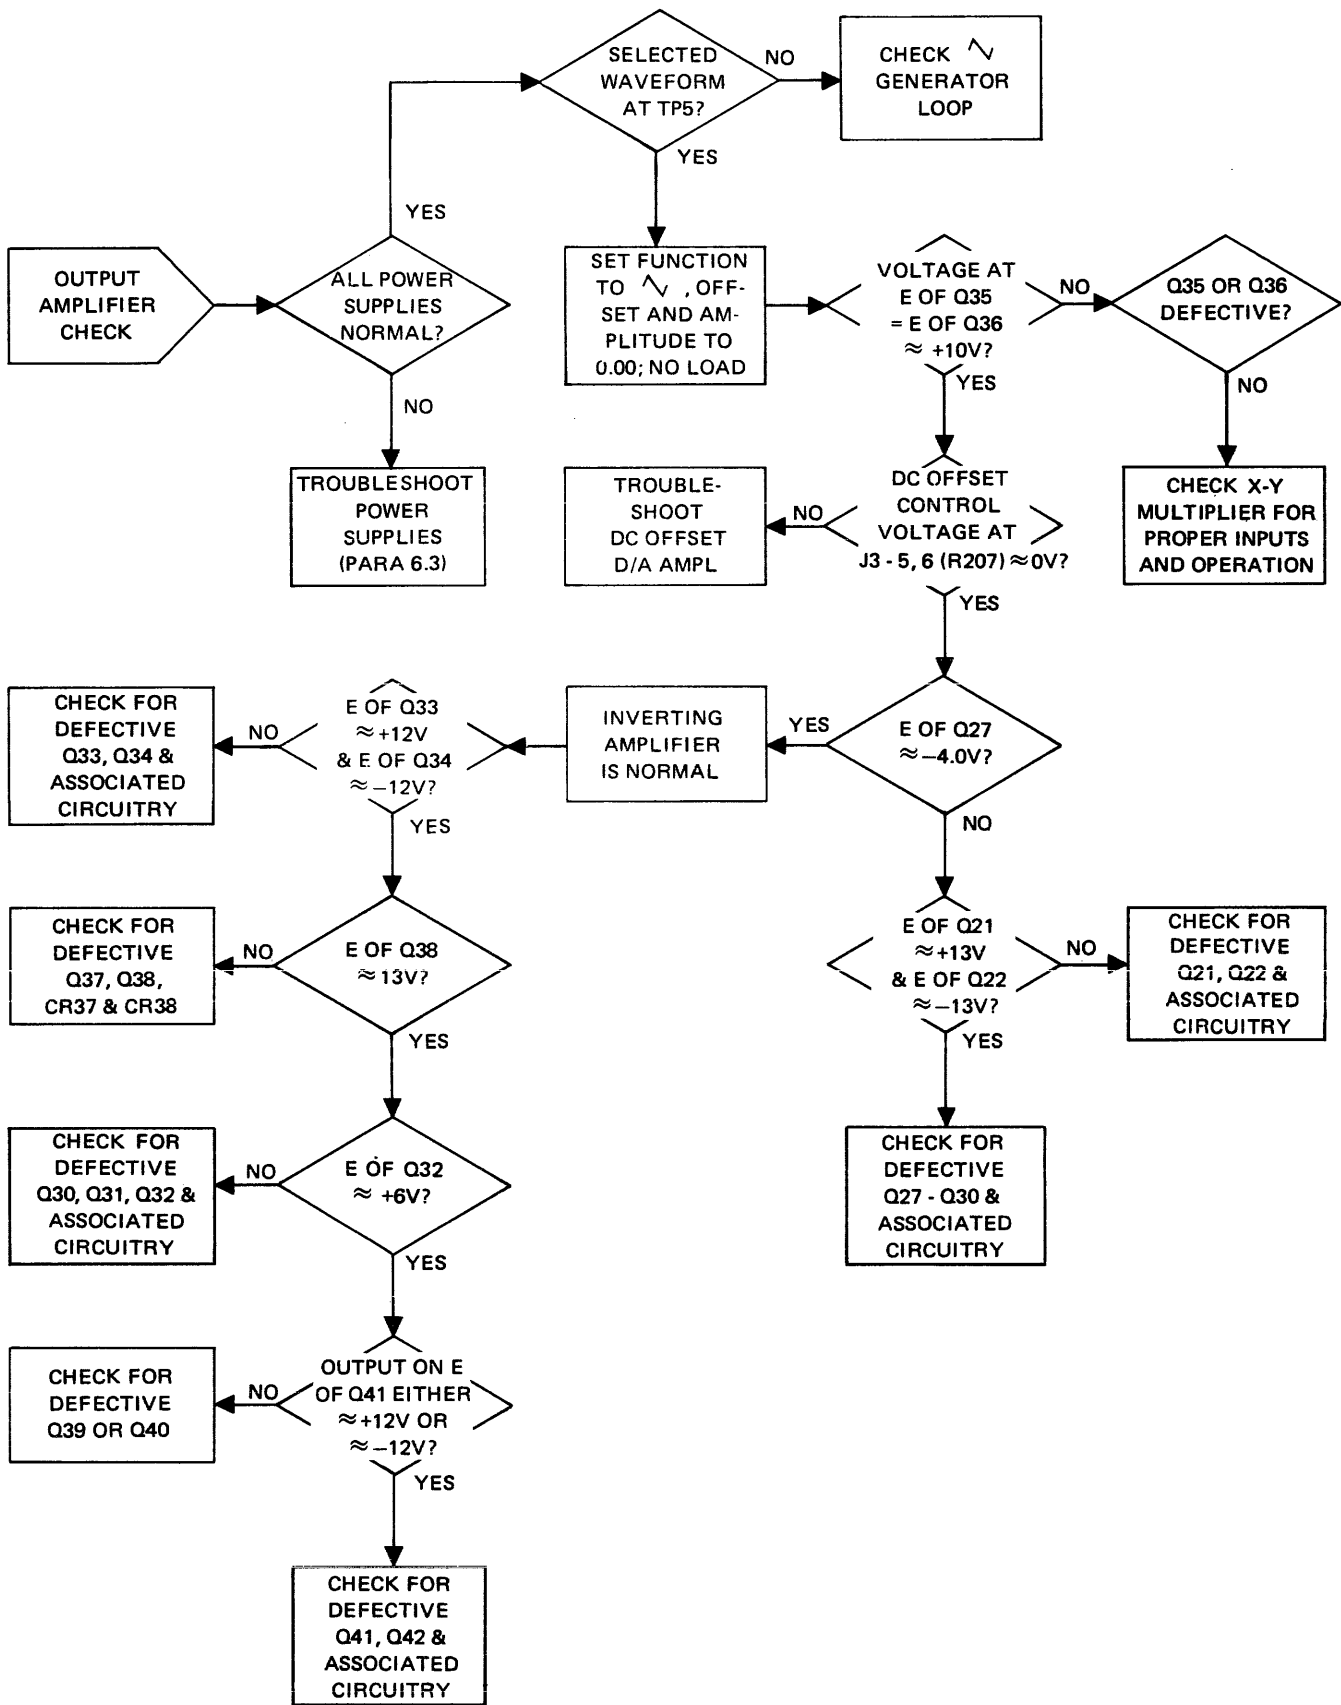 SELECTED
WAVEFORM
AT TP5?
NO
CHECK
GENERATOR
LOOP
YES
YES
OUTPUT
AMPLIFIER
CHECK
ALL POWER
SUPPLIES
NORMAL?
SET FUNCTION
TO , OFF-
SET AND AM-
PLITUDE TO
0.00; NO LOAD
VOLTAGE AT
E OF Q35
= E OF Q36
≈ +10V?
NO
Q35 OR Q36
DEFECTIVE?
NO
YES
NO
TROUBLESHOOT
POWER
SUPPLIES
(PARA 6.3)
TROUBLE-
SHOOT
DC OFFSET
D/A AMPL
NO
DC OFFSET
CONTROL
VOLTAGE AT
J3 - 5, 6 (R207) ≈0V?
CHECK X-Y
MULTIPLIER FOR
PROPER INPUTS
AND OPERATION
YES
CHECK FOR
DEFECTIVE
Q33, Q34 &
ASSOCIATED
CIRCUITRY
NO
E OF Q33
≈+12V
& E OF Q34
≈−12V?
INVERTING
AMPLIFIER
IS NORMAL
YES
E OF Q27
≈−4.0V?
YES
NO
CHECK FOR
DEFECTIVE
Q37, Q38,
CR37 & CR38
NO
E OF Q38
≈13V?
E OF Q21
≈+13V
& E OF Q22
≈−13V?
NO
CHECK FOR
DEFECTIVE
Q21, Q22 &
ASSOCIATED
CIRCUITRY
YES
YES
CHECK FOR
DEFECTIVE
Q30, Q31, Q32 &
ASSOCIATED
CIRCUITRY
NO
E OF Q32
≈ +6V?
CHECK FOR
DEFECTIVE
Q27 - Q30 &
ASSOCIATED
CIRCUITRY
YES
CHECK FOR
DEFECTIVE
Q39 OR Q40
NO
OUTPUT ON E
OF Q41 EITHER
≈+12V OR
≈−12V?
YES
CHECK FOR
DEFECTIVE
Q41, Q42 &
ASSOCIATED
CIRCUITRY